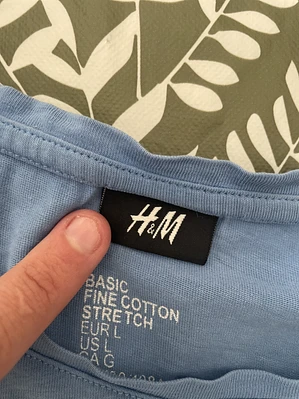 H&M
BASIC
FINE COTTON
STRETCH
EUR L
US L
CA G